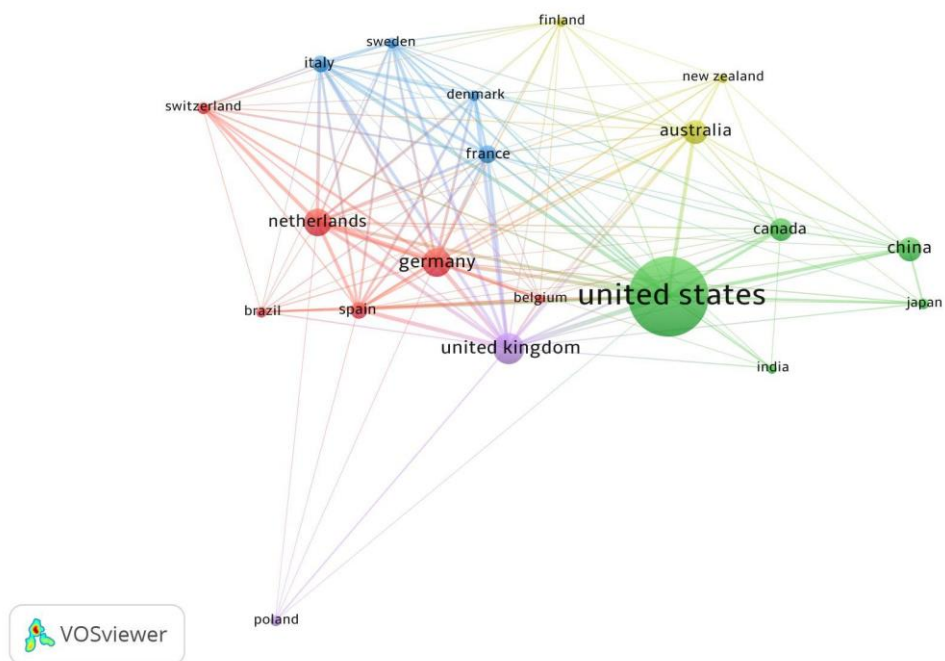 finland
sweden
italy
new zealand
denmark
switzerland
australia
france
netherlands
canada
china
germany
united states
belgium
japan
brazil
spain
united kingdom
india
poland
VOSviewer